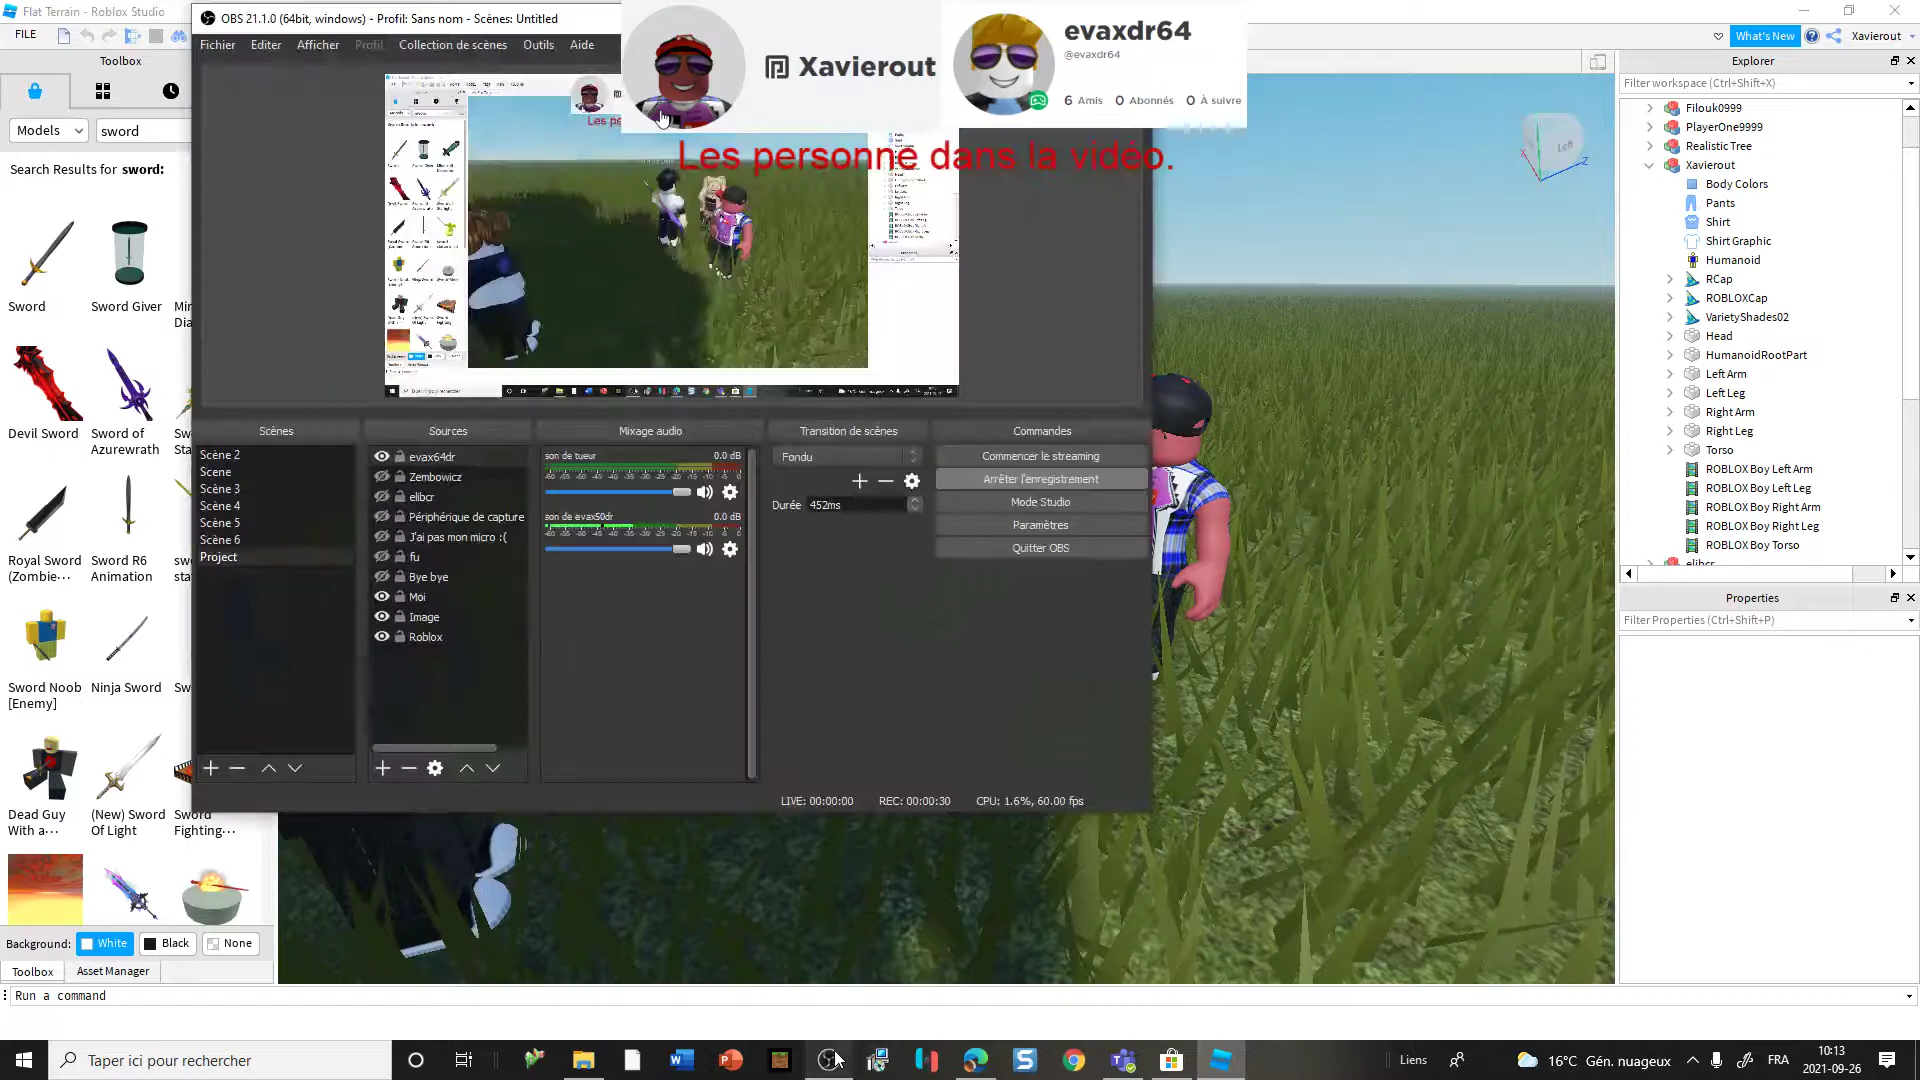 Flat Terrain - Roblox Studio
FILE
Toolbox
Models
sword
Search Results for sword:
Sword
Sword Giver
Devil Sword
Sword of Azurewrath
Royal Sword (Zombie···
Sword R6 Animation
Sword Noob [Enemy]
Ninja Sword
Dead Guy With a···
(New) Sword Of Light
Sword Fighting···
Background:
White
Black
None
Toolbox
Asset Manager
Run a command
OBS 21.1.0 (64bit, windows) - Profil: Sans nom - Scènes: Untitled
Fichier
Editer
Afficher
Profil
Collection de scènes
Outils
Aide
Xavierout
evaxdr64
@evaxdr64
6 Amis
0 Abonnés
0 À suivre
Les personne dans la vidéo.
Scènes
Scène 2
Scene
Scène 3
Scène 4
Scène 5
Scène 6
Project
Sources
evax64dr
Zembowicz
elibcr
Périphérique de capture
J'ai pas mon micro :(
fu
Bye bye
Moi
Image
Roblox
Mixage audio
son de tueur
0.0 dB
son de evax50dr
0.0 dB
Transition de scènes
Fondu
Durée
452ms
Commandes
Commencer le streaming
Arrêter l'enregistrement
Mode Studio
Paramètres
Quitter OBS
LIVE: 00:00:00
REC: 00:00:30
CPU: 1.6%, 60.00 fps
Left
What's New
Xavierout
Explorer
Filter workspace (Ctrl+Shift+X)
Filouk0999
PlayerOne9999
Realistic Tree
Xavierout
Body Colors
Pants
Shirt
Shirt Graphic
Humanoid
RCap
ROBLOXCap
VarietyShades02
Head
HumanoidRootPart
Left Arm
Left Leg
Right Arm
Right Leg
Torso
ROBLOX Boy Left Arm
ROBLOX Boy Left Leg
ROBLOX Boy Right Arm
ROBLOX Boy Right Leg
ROBLOX Boy Torso
elibcr
Properties
Filter Properties (Ctrl+Shift+P)
Taper ici pour rechercher
Liens
16°C Gén. nuageux
FRA
10:13
2021-09-26